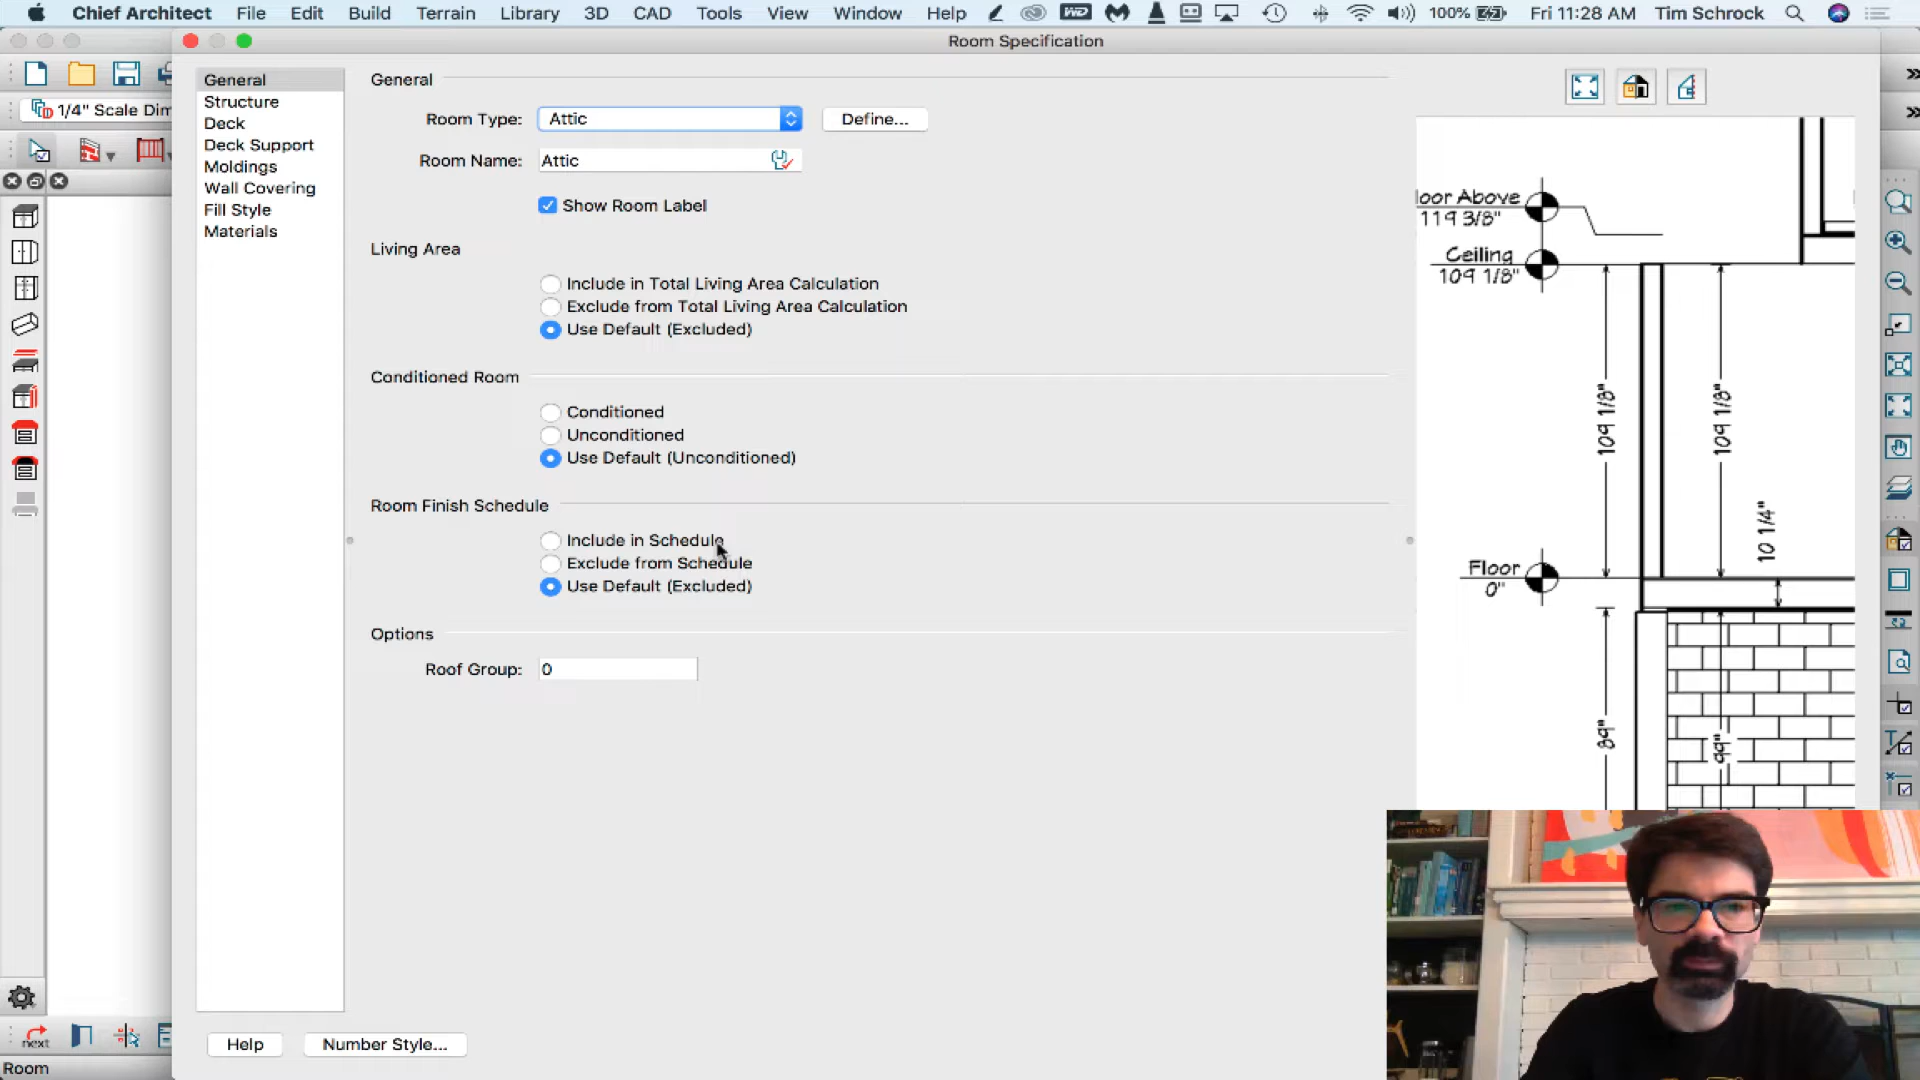 Chief Architect File Edit Build Terrain Library 3D CAD Tools View Window Help 100% Fri 11:28 AM Tim Schrock
Room Specification
1/4" Scale Dim
General
Structure
Deck
Deck Support
Moldings
Wall Covering
Fill Style
Materials
General
Room Type: Attic Define...
Room Name: Attic
Show Room Label
Living Area
Include in Total Living Area Calculation
Exclude from Total Living Area Calculation
Use Default (Excluded)
Conditioned Room
Conditioned
Unconditioned
Use Default (Unconditioned)
Room Finish Schedule
Include in Schedule
Exclude from Schedule
Use Default (Excluded)
Options
Roof Group: 0
loor Above
119 3/8"
Ceiling
109 1/8"
109 1/8"
109 1/8"
10 1/4"
Floor
0"
89"
99"
Help Number Style...
next
Room